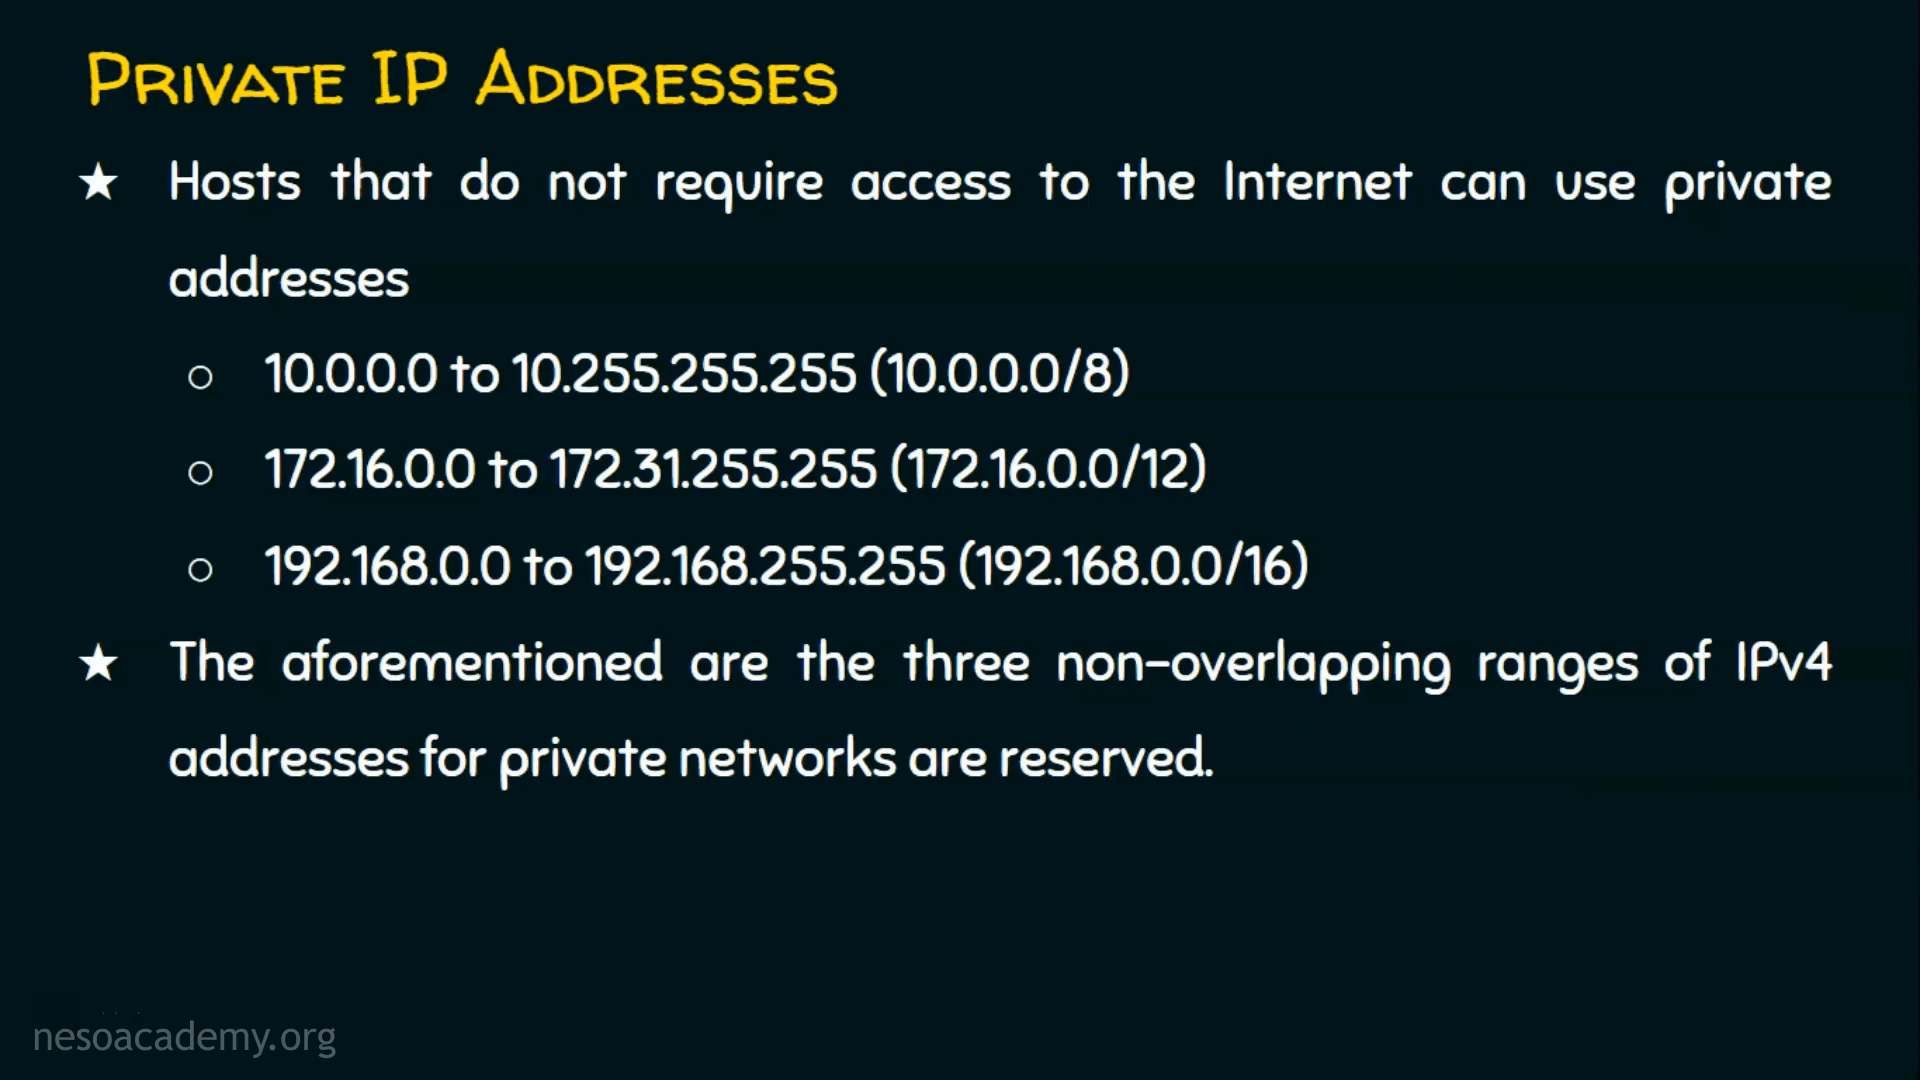 PRIVATE IP ADDRESSES
★ Hosts that do not require access to the Internet can use private
addresses
○ 10.0.0.0 to 10.255.255.255 (10.0.0.0/8)
○ 172.16.0.0 to 172.31.255.255 (172.16.0.0/12)
○ 192.168.0.0 to 192.168.255.255 (192.168.0.0/16)
★ The aforementioned are the three non-overlapping ranges of IPv4
addresses for private networks are reserved.
nesoacademy.org